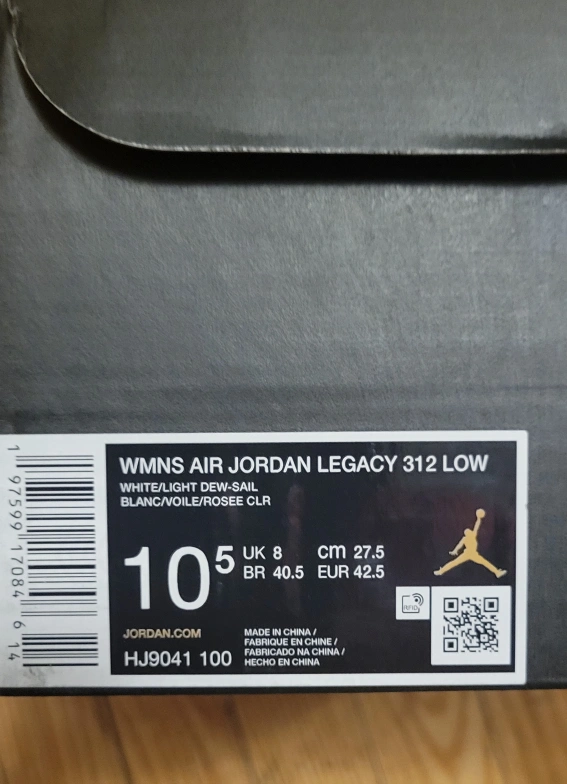 WMNS AIR JORDAN LEGACY 312 LOW
WHITE/LIGHT DEW-SAIL
BLANC/VOILE/ROSEE CLR
10 5
UK 8 cm 27.5
BR 40.5 EUR 42.5
RFID
JORDAN.COM
HJ9041 100
MADE IN CHINA /
FABRIQUE EN CHINE /
FABRICADO NA CHINA /
HECHO EN CHINA
1 97599 17084 6 14